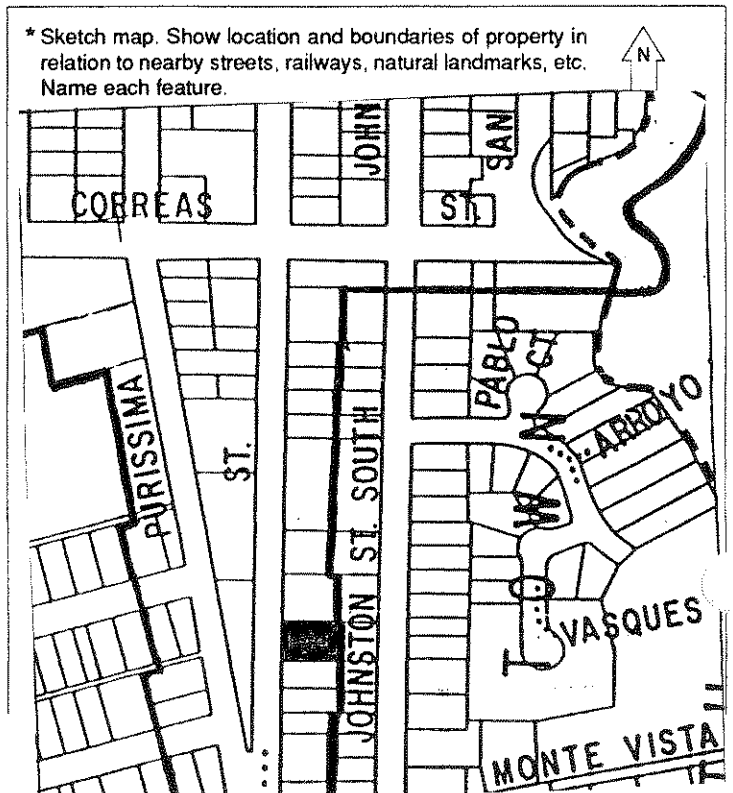 * Sketch map. Show location and boundaries of property in
relation to nearby streets, railways, natural landmarks, etc.
Name each feature.
N
JOHN
SAN
CORREAS
ST.
PABLO
CT.
PURISSIMA
ST.
JOHNSTON ST. SOUTH
ARROYO
VASQUES
MONTE VISTA